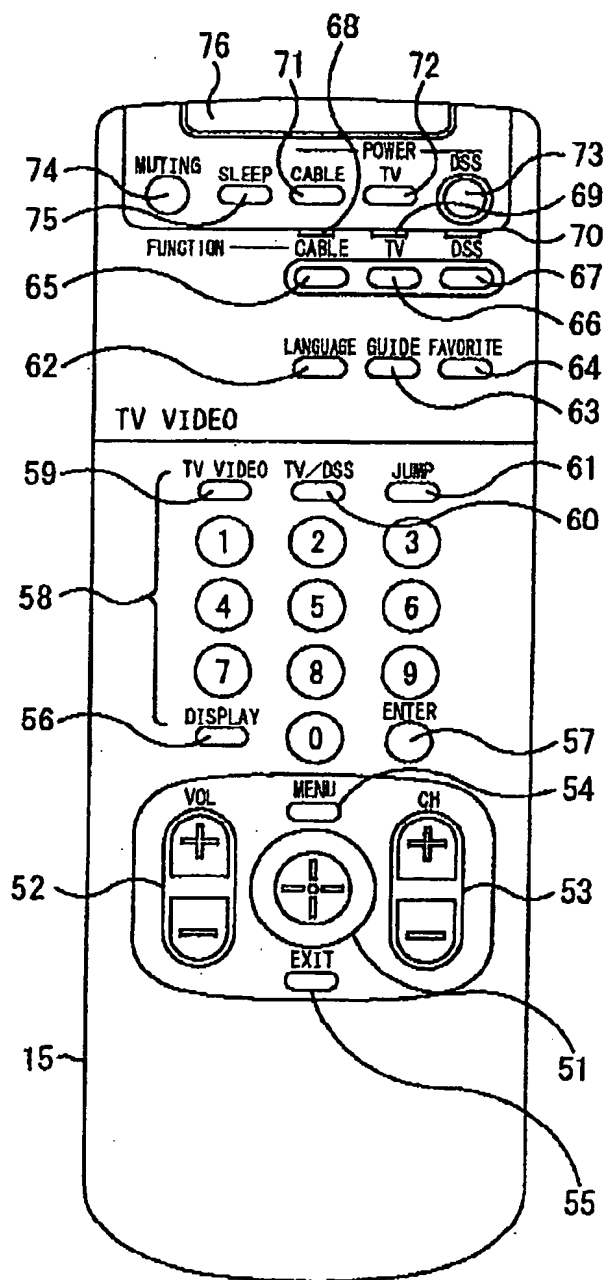 68
76 71 72
POWER
74 MUTING SLEEP CABLE TV DSS 73
75 69
70
FUNCTION CABLE TV DSS
65 67
66
LANGUAGE GUIDE FAVORITE
62 64
63
TV VIDEO
59 TV VIDEO TV/DSS JUMP 61
60
1 2 3
58 4 5 6
7 8 9
56 DISPLAY 0 ENTER 57
MENU 54
VOL CH
52 + + 53
− −
EXIT
15 51
55